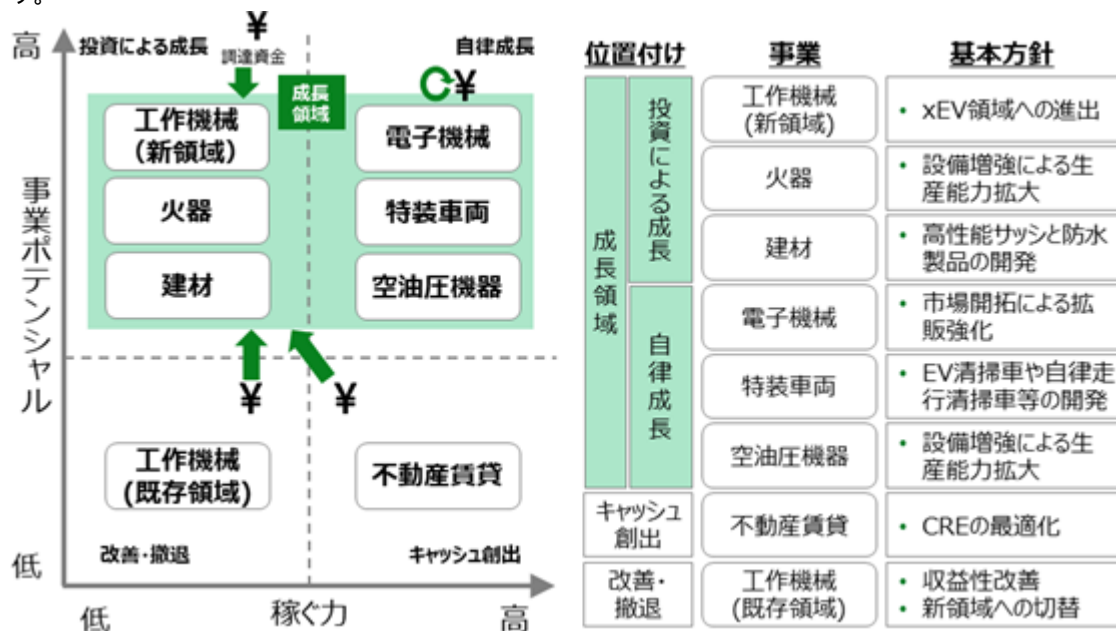 す。
高
投資による成長
¥
調達資金
自律成長
¥
成長
領域
工作機械
(新領域)
電子機械
火器
特装車両
建材
空油圧機器
事業ポテンシャル
¥
¥
工作機械
(既存領域)
不動産賃貸
改善・撤退
キャッシュ創出
低
低
稼ぐ力
高
位置付け
事業
基本方針
成長領域
投資による成長
工作機械
(新領域)
• xEV領域への進出
火器
• 設備増強による生
産能力拡大
建材
• 高性能サッシと防水
製品の開発
自律成長
電子機械
• 市場開拓による拡
販強化
特装車両
• EV清掃車や自律走
行清掃車等の開発
空油圧機器
• 設備増強による生
産能力拡大
キャッシュ
創出
不動産賃貸
• CREの最適化
改善・
撤退
工作機械
(既存領域)
• 収益性改善
• 新領域への切替